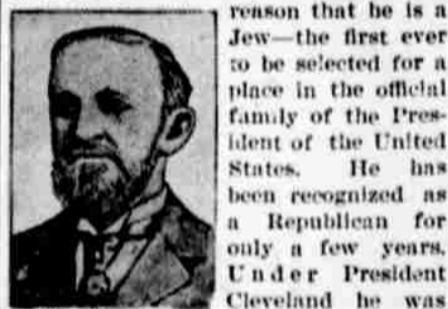 reason that he is a
Jew—the first ever
to be selected for a
place in the official
family of the Pres-
ident of the United
States. He has
been recognized as
a Republican for
only a few years.
Under President
Cleveland he was